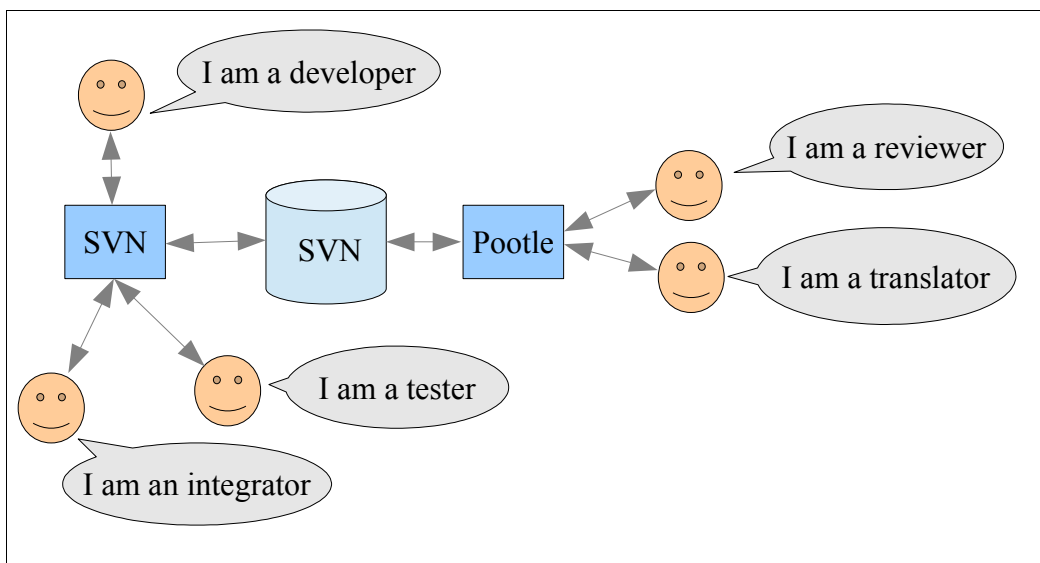 I am a developer
I am a reviewer
SVN
SVN
Pootle
I am a translator
I am a tester
I am an integrator